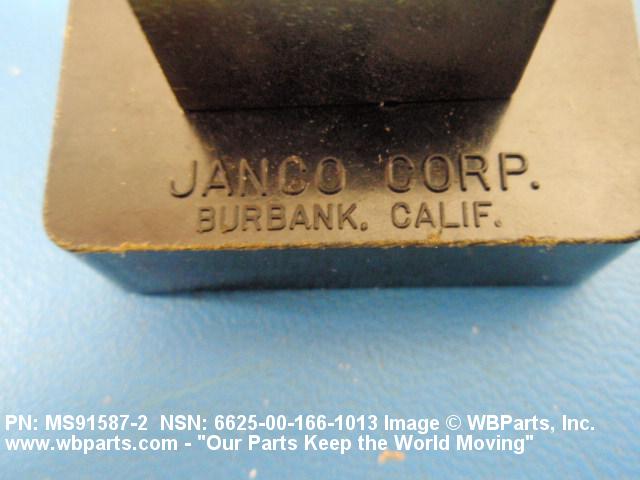 JANCO CORP.
BURBANK, CALIF.
PN: MS91587-2  NSN: 6625-00-166-1013 Image © WBParts, Inc.
www.wbparts.com - "Our Parts Keep the World Moving"